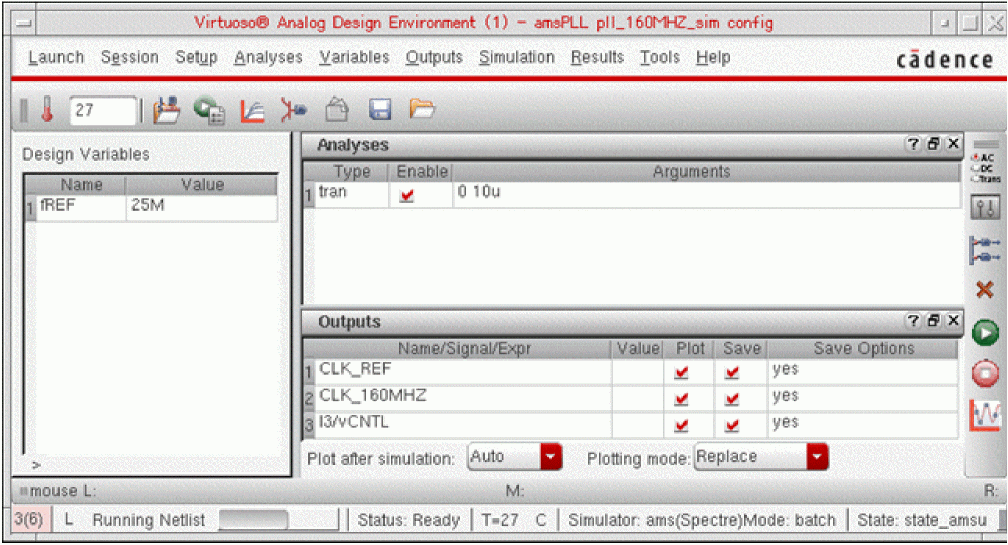 Virtuoso® Analog Design Environment (1) - amsPLL pll_160MHZ_sim config
Launch Session Setup Analyses Variables Outputs Simulation Results Tools Help cādence
27
Design Variables
Name Value
1 fREF 25M
>
Analyses
Type Enable Arguments
1 tran 0 10u
Outputs
Name/Signal/Expr Value Plot Save Save Options
1 CLK_REF yes
2 CLK_160MHZ yes
3 I3/vCNTL yes
Plot after simulation: Auto Plotting mode: Replace
AC
DC
Trans
mouse L: M: R:
3(6) L Running Netlist Status: Ready T=27 C Simulator: ams(Spectre)Mode: batch State: state_amsu